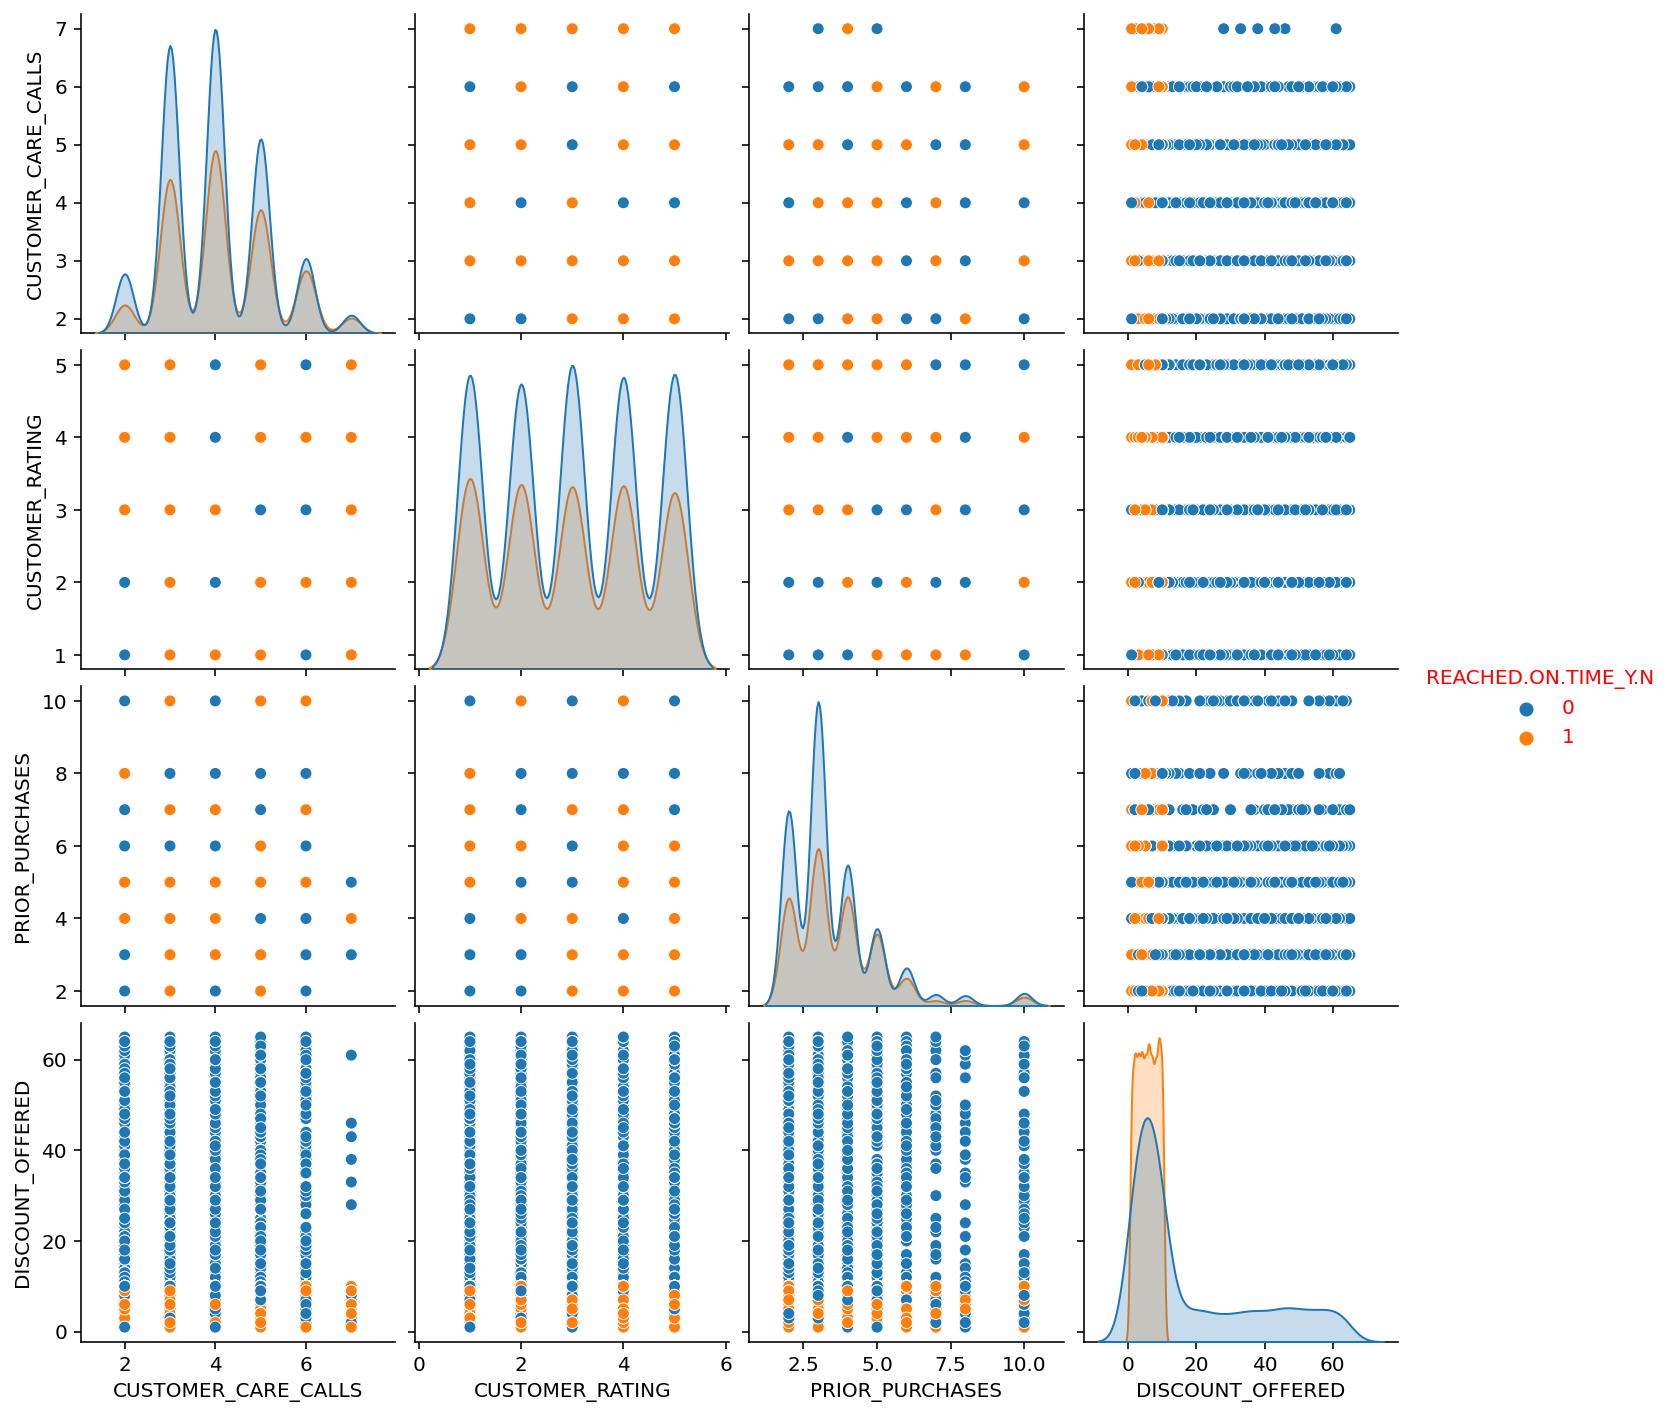 7
6
5
4
3
2
CUSTOMER_CARE_CALLS
5
4
3
2
1
CUSTOMER_RATING
REACHED.ON.TIME_Y.N
0
1
10
8
6
4
2
PRIOR_PURCHASES
60
40
20
0
DISCOUNT_OFFERED
2 4 6
0 2 4 6
2.5 5.0 7.5 10.0
0 20 40 60
CUSTOMER_CARE_CALLS
CUSTOMER_RATING
PRIOR_PURCHASES
DISCOUNT_OFFERED